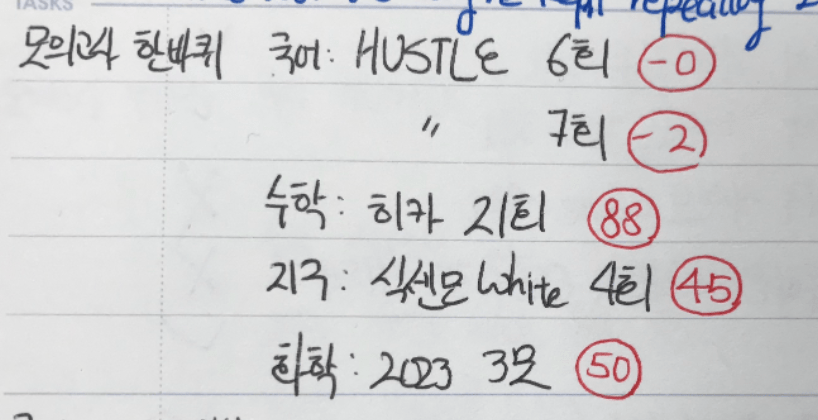 TASKS
모의고사 한바퀴 국어: HUSTLE 6회 -0
〃 7회 -2
수학: 히카 21회 88
지구: 식센모 White 4회 45
화학: 2023 3모 50